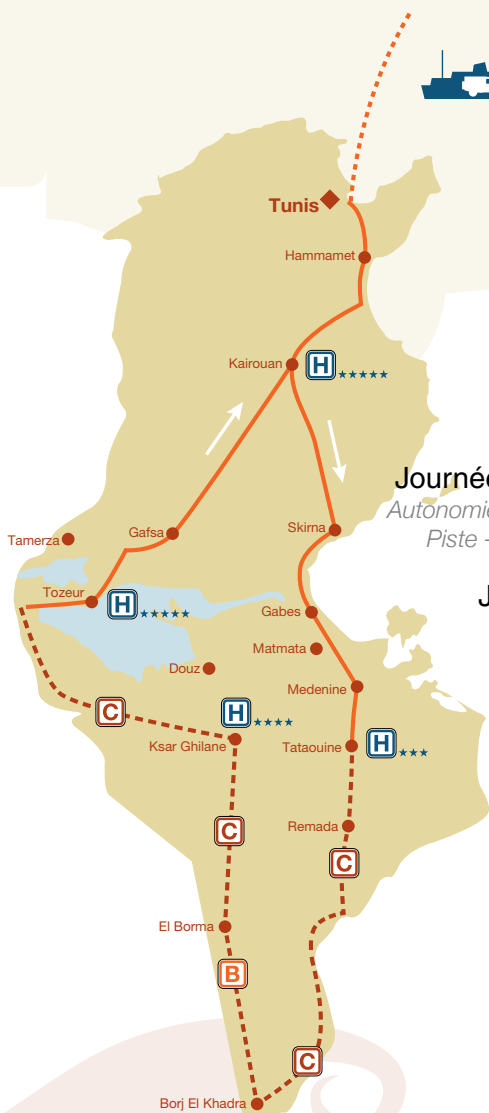 Tunis
Hammamet
Kairouan
H ★★★★★
Journée
Autonomie
Piste -
Skirna
Gafsa
Tamerza
J
Tozeur
H ★★★★★
Gabes
Matmata
Douz
Medenine
C
H ★★★★
Ksar Ghilane
Tataouine
H ★★★
C
Remada
C
El Borma
B
C
Borj El Khadra